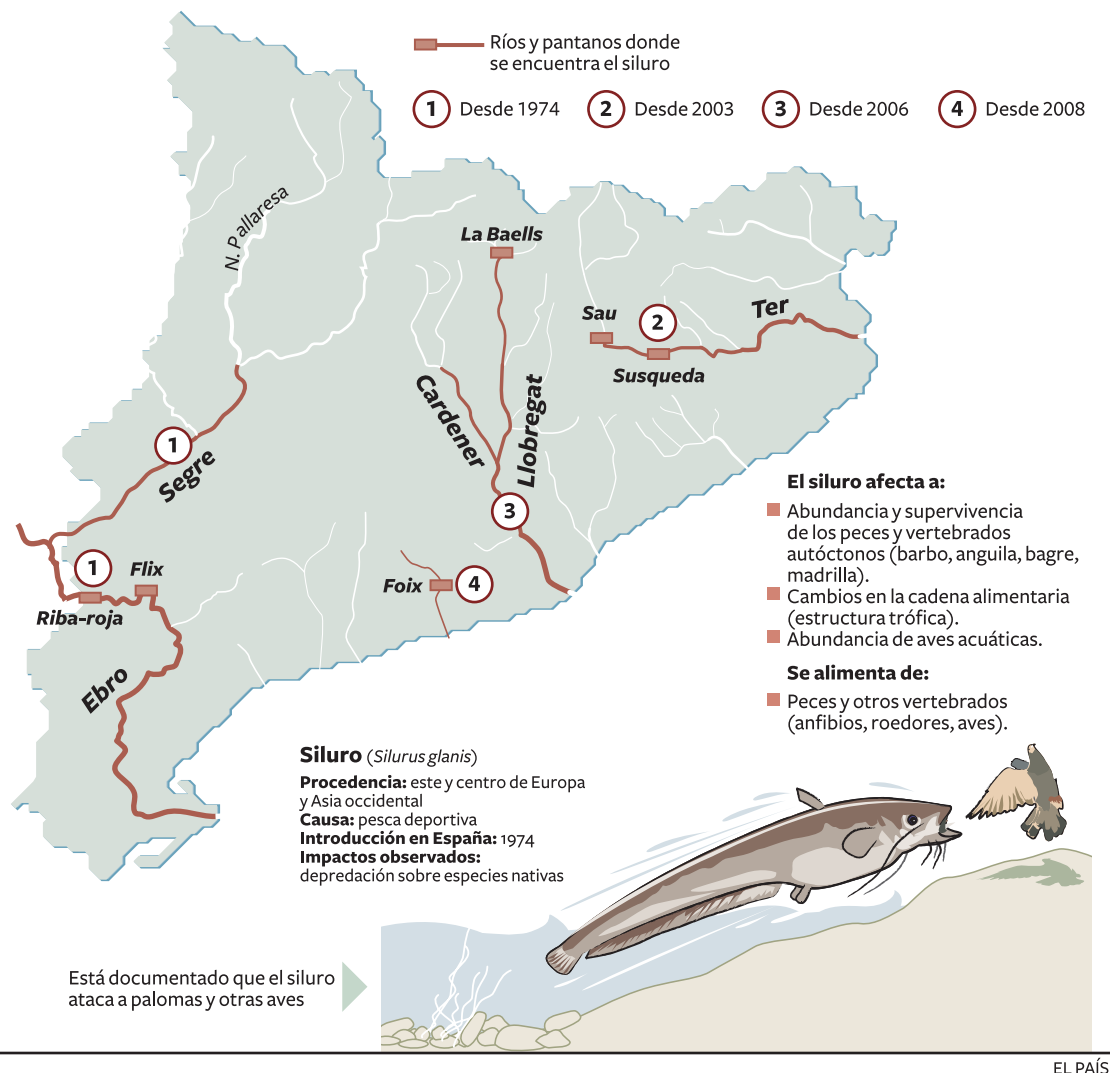 Ríos y pantanos donde
se encuentra el siluro
1 Desde 1974
2 Desde 2003
3 Desde 2006
4 Desde 2008
N. Pallaresa
La Baells
Sau
2
Ter
Susqueda
Cardener
Llobregat
1
Segre
3
1
Flix
Riba-roja
Foix
4
Ebro
El siluro afecta a:
Abundancia y supervivencia
de los peces y vertebrados
autóctonos (barbo, anguila, bagre,
madrilla).
Cambios en la cadena alimentaria
(estructura trófica).
Abundancia de aves acuáticas.
Se alimenta de:
Peces y otros vertebrados
(anfibios, roedores, aves).
Siluro (Silurus glanis)
Procedencia: este y centro de Europa
y Asia occidental
Causa: pesca deportiva
Introducción en España: 1974
Impactos observados:
depredación sobre especies nativas
Está documentado que el siluro
ataca a palomas y otras aves
EL PAÍS